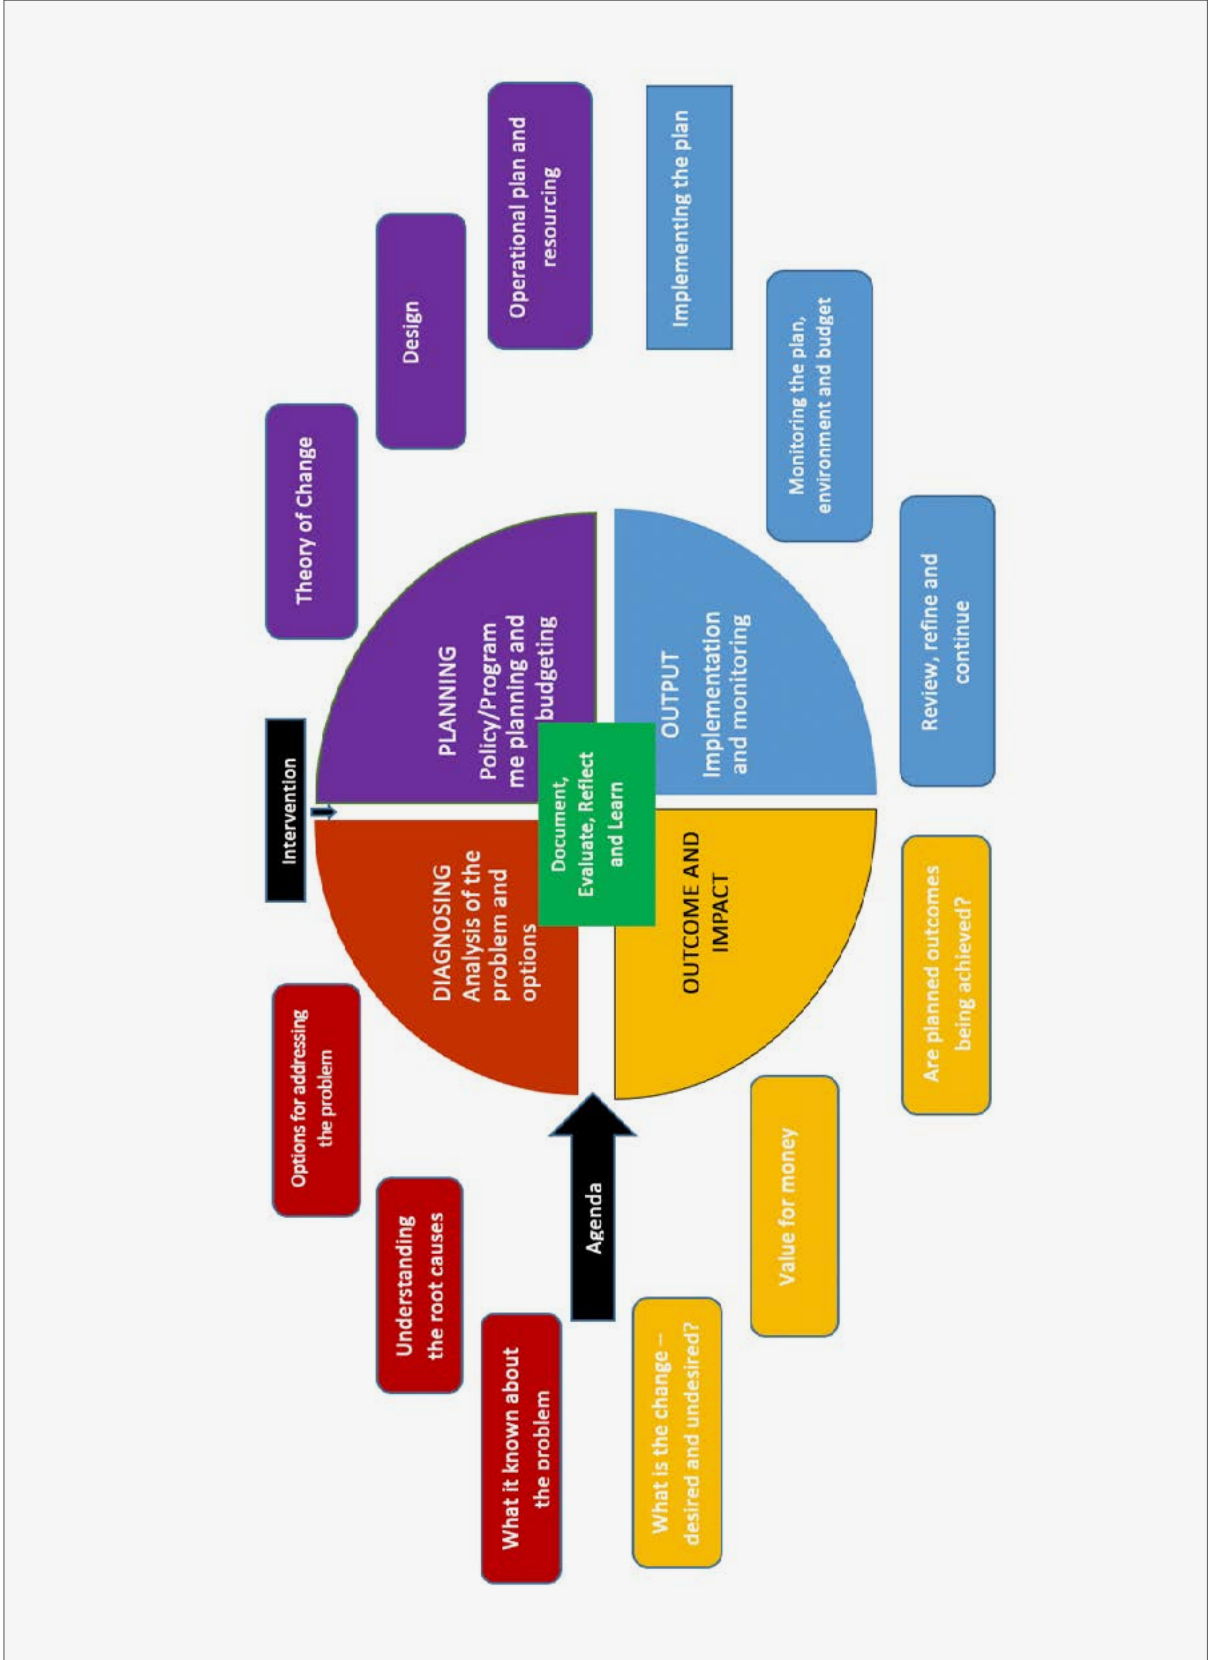 Intervention
Options for addressing
the problem
Understanding
the root causes
What it known about
the problem
DIAGNOSING
Analysis of the
problem and
options
Theory of Change
Design
Operational plan and
resourcing
PLANNING
Policy/Program
me planning and
budgeting
Document,
Evaluate, Reflect
and Learn
Agenda
OUTCOME AND
IMPACT
What is the change –
desired and undesired?
Value for money
Are planned outcomes
being achieved?
OUTPUT
Implementation
and monitoring
Implementing the plan
Monitoring the plan,
environment and budget
Review, refine and
continue